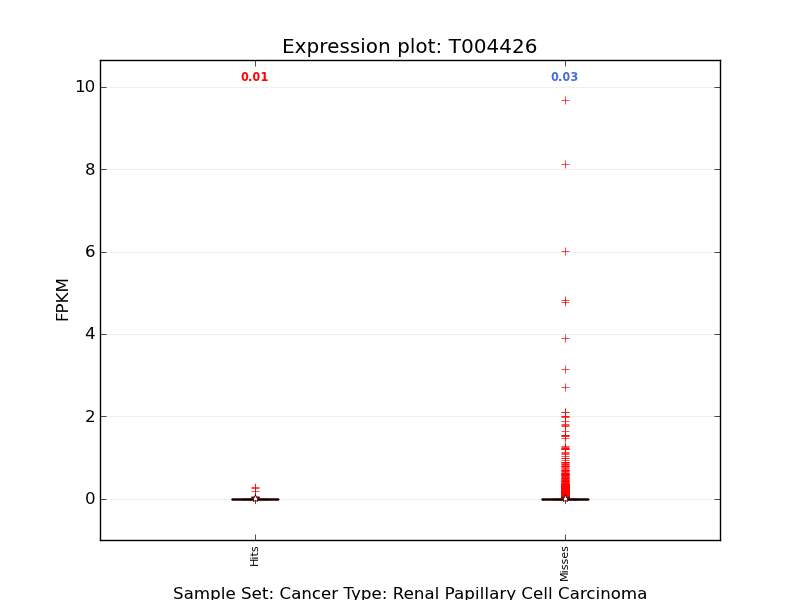 Expression plot: T004426
0.01
0.03
10
8
6
4
2
0
FPKM
Hits
Misses
Sample Set: Cancer Type: Renal Papillary Cell Carcinoma